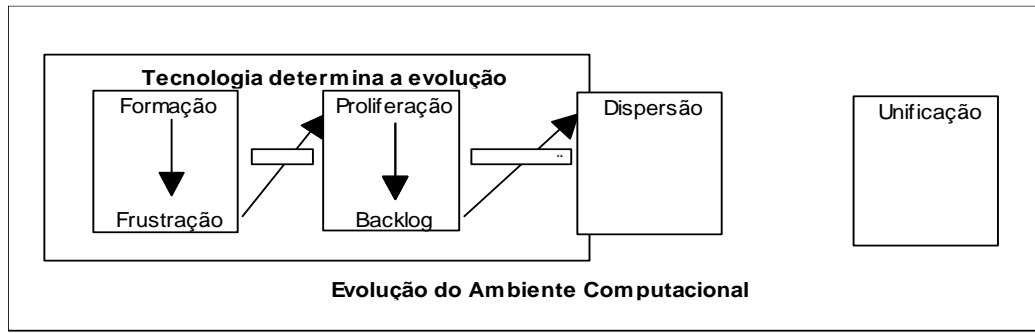 Tecnologia determina a evolução
Formação
Proliferação
Dispersão
Unificação
Frustração
Backlog
Evolução do Ambiente Computacional